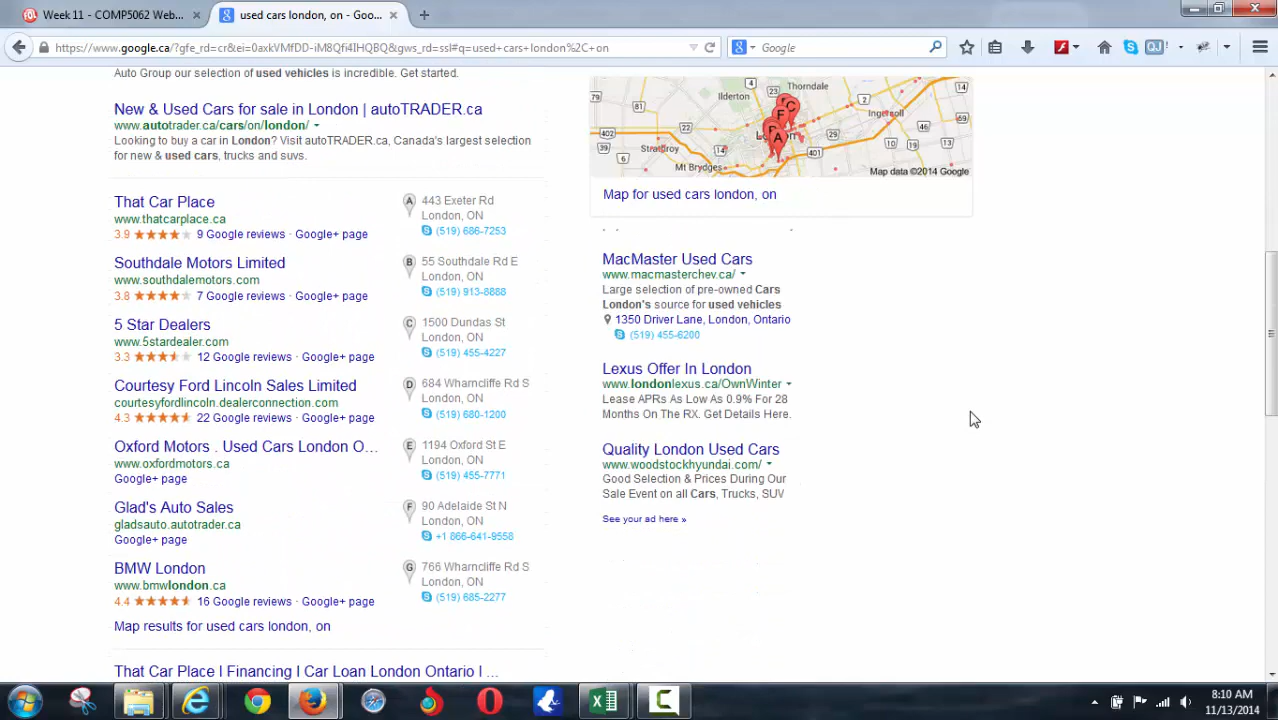 Week 11 - COMP5062 Web...
used cars london, on - Goo...
https://www.google.ca/?gfe_rd=cr&ei=0axkVMfDD-iM8Qfi4IHQBQ&gws_rd=ssl#q=used+cars+london%2C+on
Google
Auto Group our selection of used vehicles is incredible. Get started.
New & Used Cars for sale in London | autoTRADER.ca
www.autotrader.ca/cars/on/london/
Looking to buy a car in London? Visit autoTRADER.ca, Canada's largest selection
for new & used cars, trucks and suvs.
That Car Place
www.thatcarplace.ca
3.9 9 Google reviews · Google+ page
A 443 Exeter Rd
London, ON
(519) 686-7253
Southdale Motors Limited
www.southdalemotors.com
3.8 7 Google reviews · Google+ page
B 55 Southdale Rd E
London, ON
(519) 913-8888
5 Star Dealers
www.5stardealer.com
3.3 12 Google reviews · Google+ page
C 1500 Dundas St
London, ON
(519) 455-4227
Courtesy Ford Lincoln Sales Limited
courtesyfordlincoln.dealerconnection.com
4.3 22 Google reviews · Google+ page
D 684 Wharncliffe Rd S
London, ON
(519) 680-1200
Oxford Motors . Used Cars London O...
www.oxfordmotors.ca
Google+ page
E 1194 Oxford St E
London, ON
(519) 455-7771
Glad's Auto Sales
gladsauto.autotrader.ca
Google+ page
F 90 Adelaide St N
London, ON
+1 866-641-9558
BMW London
www.bmwlondon.ca
4.4 16 Google reviews · Google+ page
G 766 Wharncliffe Rd S
London, ON
(519) 685-2277
Map results for used cars london, on
That Car Place | Financing | Car Loan London Ontario | ...
Ilderton
Thorndale
Ingersoll
Stratroy
Mt Brydges
Map data ©2014 Google
Map for used cars london, on
MacMaster Used Cars
www.macmasterchev.ca/
Large selection of pre-owned Cars
London's source for used vehicles
1350 Driver Lane, London, Ontario
(519) 455-6200
Lexus Offer In London
www.londonlexus.ca/OwnWinter
Lease APRs As Low As 0.9% For 28
Months On The RX. Get Details Here.
Quality London Used Cars
www.woodstockhyundai.com/
Good Selection & Prices During Our
Sale Event on all Cars, Trucks, SUV
See your ad here »
8:10 AM
11/13/2014